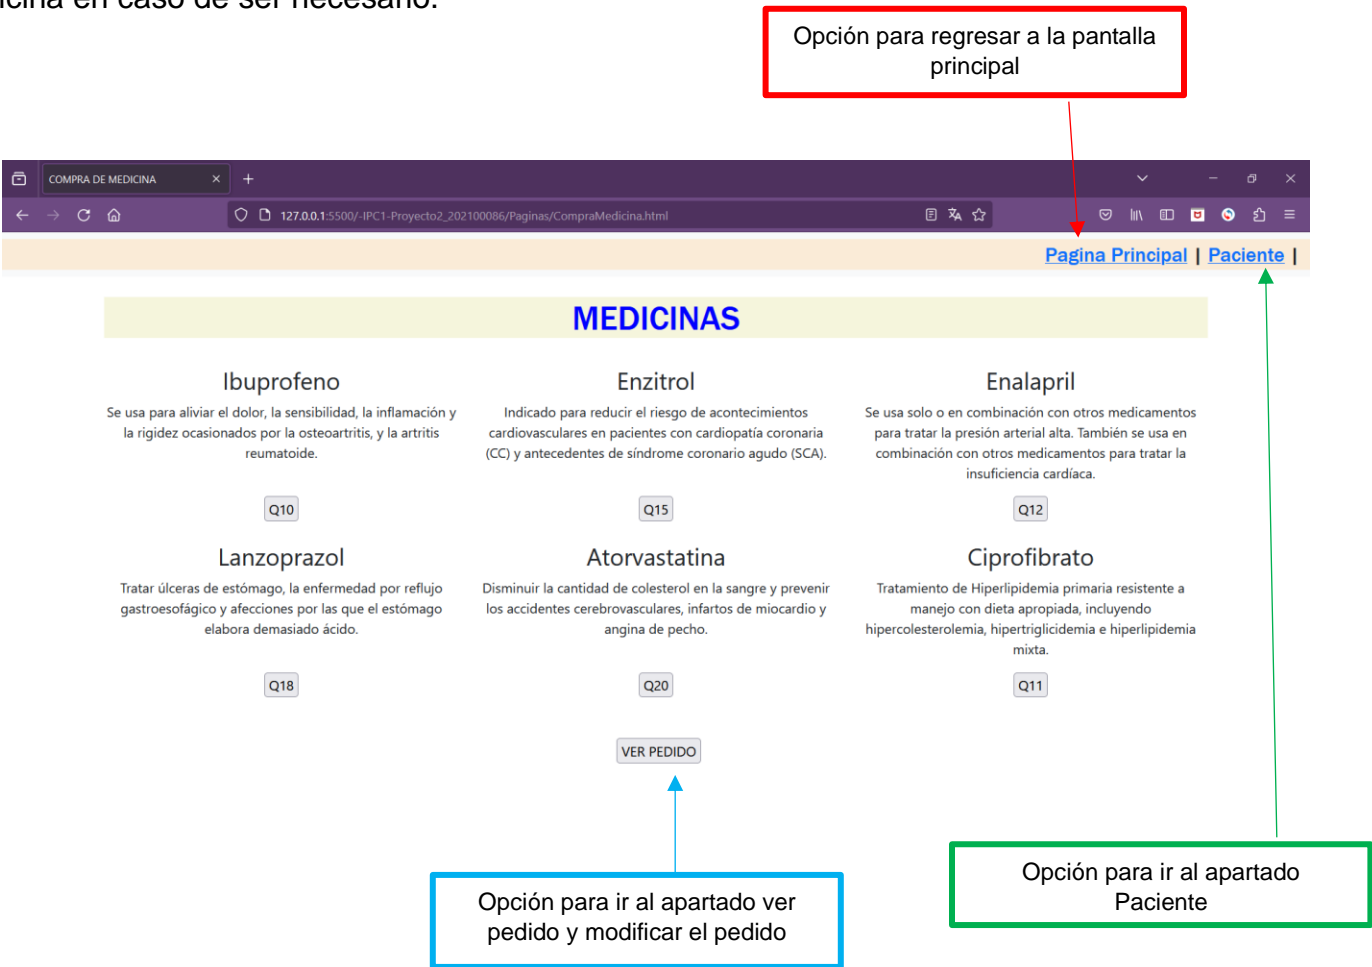 cina en caso de ser necesario.
Opción para regresar a la pantalla
principal
COMPRA DE MEDICINA
127.0.0.1:5500/-IPC1-Proyecto2_202100086/Paginas/CompraMedicina.html
Pagina Principal | Paciente |
MEDICINAS
Ibuprofeno
Se usa para aliviar el dolor, la sensibilidad, la inflamación y
la rigidez ocasionados por la osteoartritis, y la artritis
reumatoide.
Q10
Enzitrol
Indicado para reducir el riesgo de acontecimientos
cardiovasculares en pacientes con cardiopatía coronaria
(CC) y antecedentes de síndrome coronario agudo (SCA).
Q15
Enalapril
Se usa solo o en combinación con otros medicamentos
para tratar la presión arterial alta. También se usa en
combinación con otros medicamentos para tratar la
insuficiencia cardíaca.
Q12
Lanzoprazol
Tratar úlceras de estómago, la enfermedad por reflujo
gastroesofágico y afecciones por las que el estómago
elabora demasiado ácido.
Q18
Atorvastatina
Disminuir la cantidad de colesterol en la sangre y prevenir
los accidentes cerebrovasculares, infartos de miocardio y
angina de pecho.
Q20
Ciprofibrato
Tratamiento de Hiperlipidemia primaria resistente a
manejo con dieta apropiada, incluyendo
hipercolesterolemia, hipertriglicidemia e hiperlipidemia
mixta.
Q11
VER PEDIDO
Opción para ir al apartado ver
pedido y modificar el pedido
Opción para ir al apartado
Paciente